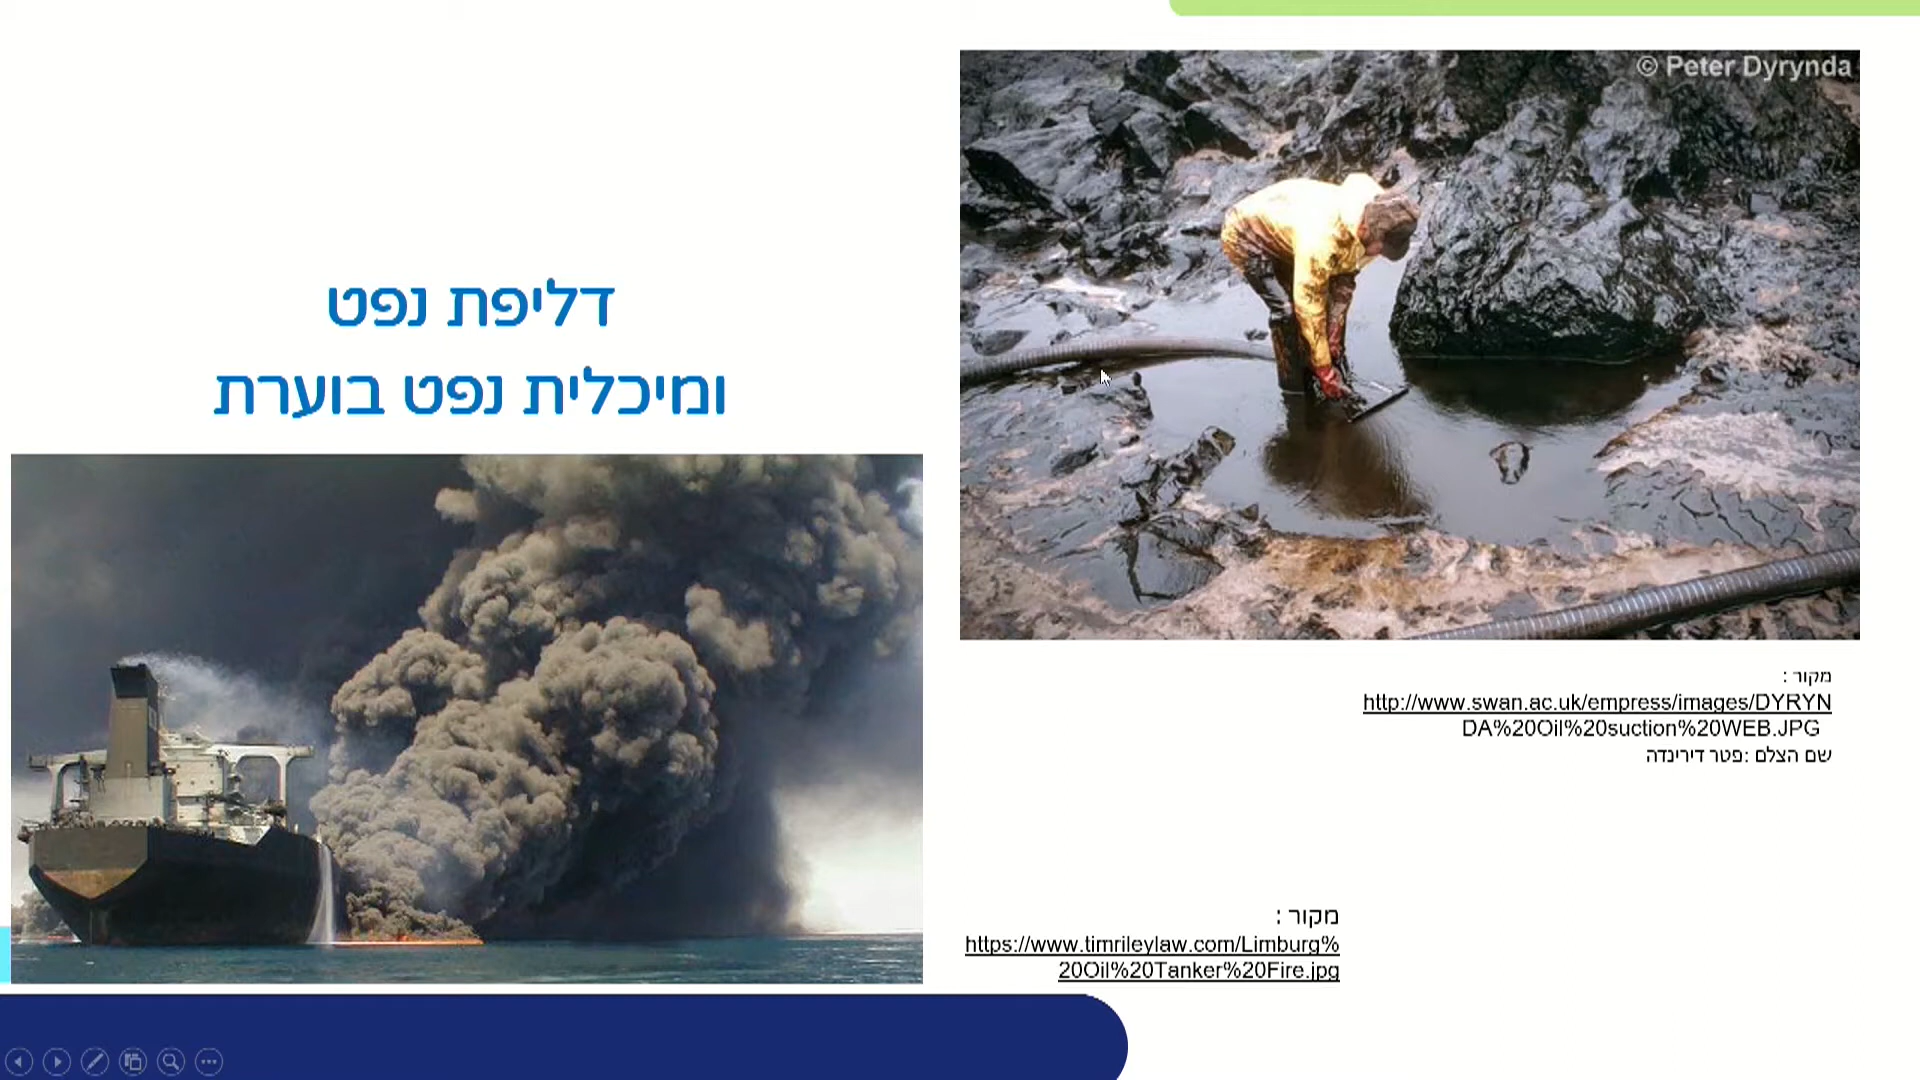 © Peter Dyrynda
דליפת נפט
ומיכלית נפט בוערת
מקור :
http://www.swan.ac.uk/empress/images/DYRYN
DA%20Oil%20suction%20WEB.JPG
שם הצלם :פטר דירינדה
מקור :
https://www.timrileylaw.com/Limburg%
20Oil%20Tanker%20Fire.jpg